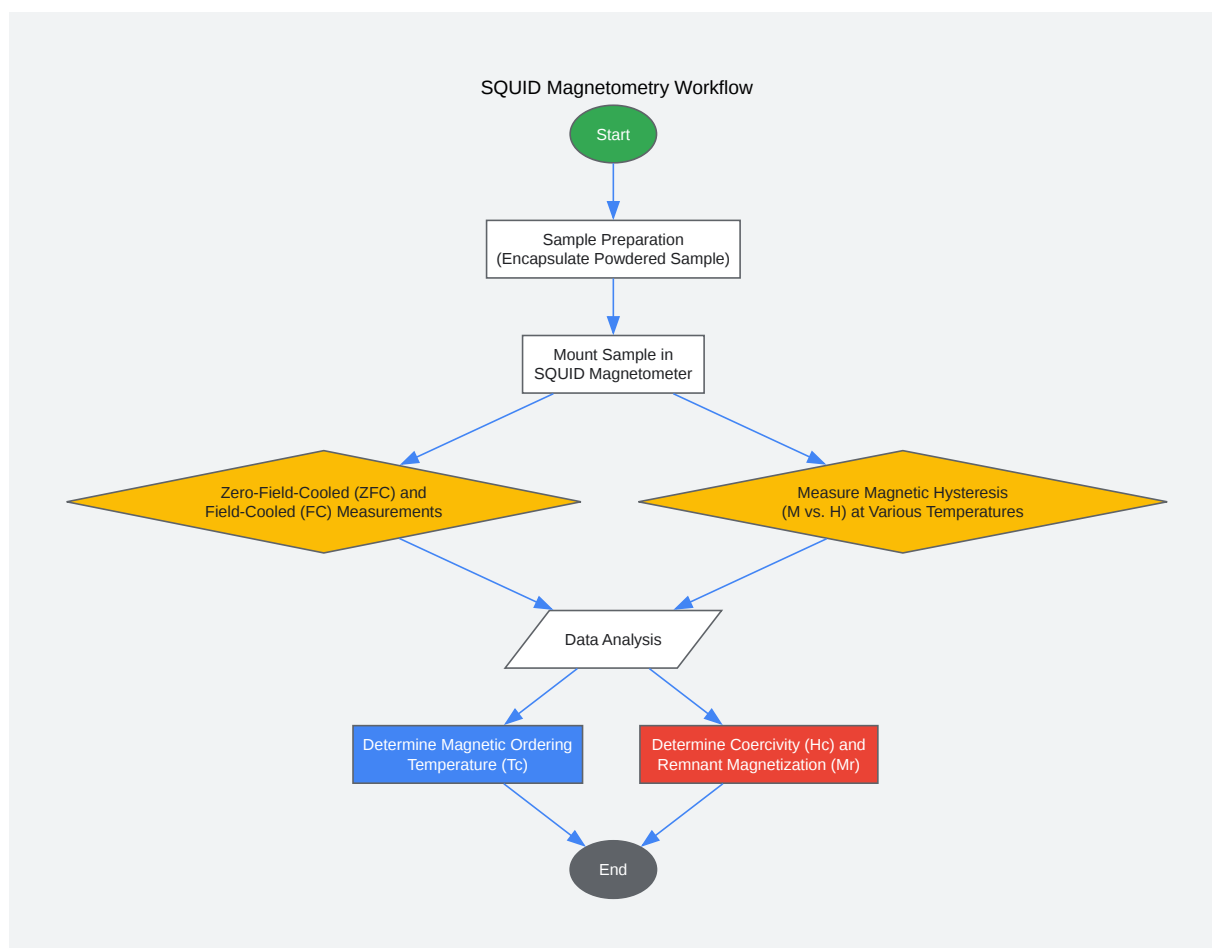 SQUID Magnetometry Workflow
Start
Sample Preparation
(Encapsulate Powdered Sample)
Mount Sample in
SQUID Magnetometer
Zero-Field-Cooled (ZFC) and
Field-Cooled (FC) Measurements
Measure Magnetic Hysteresis
(M vs. H) at Various Temperatures
Data Analysis
Determine Magnetic Ordering
Temperature (Tc)
Determine Coercivity (Hc) and
Remnant Magnetization (Mr)
End